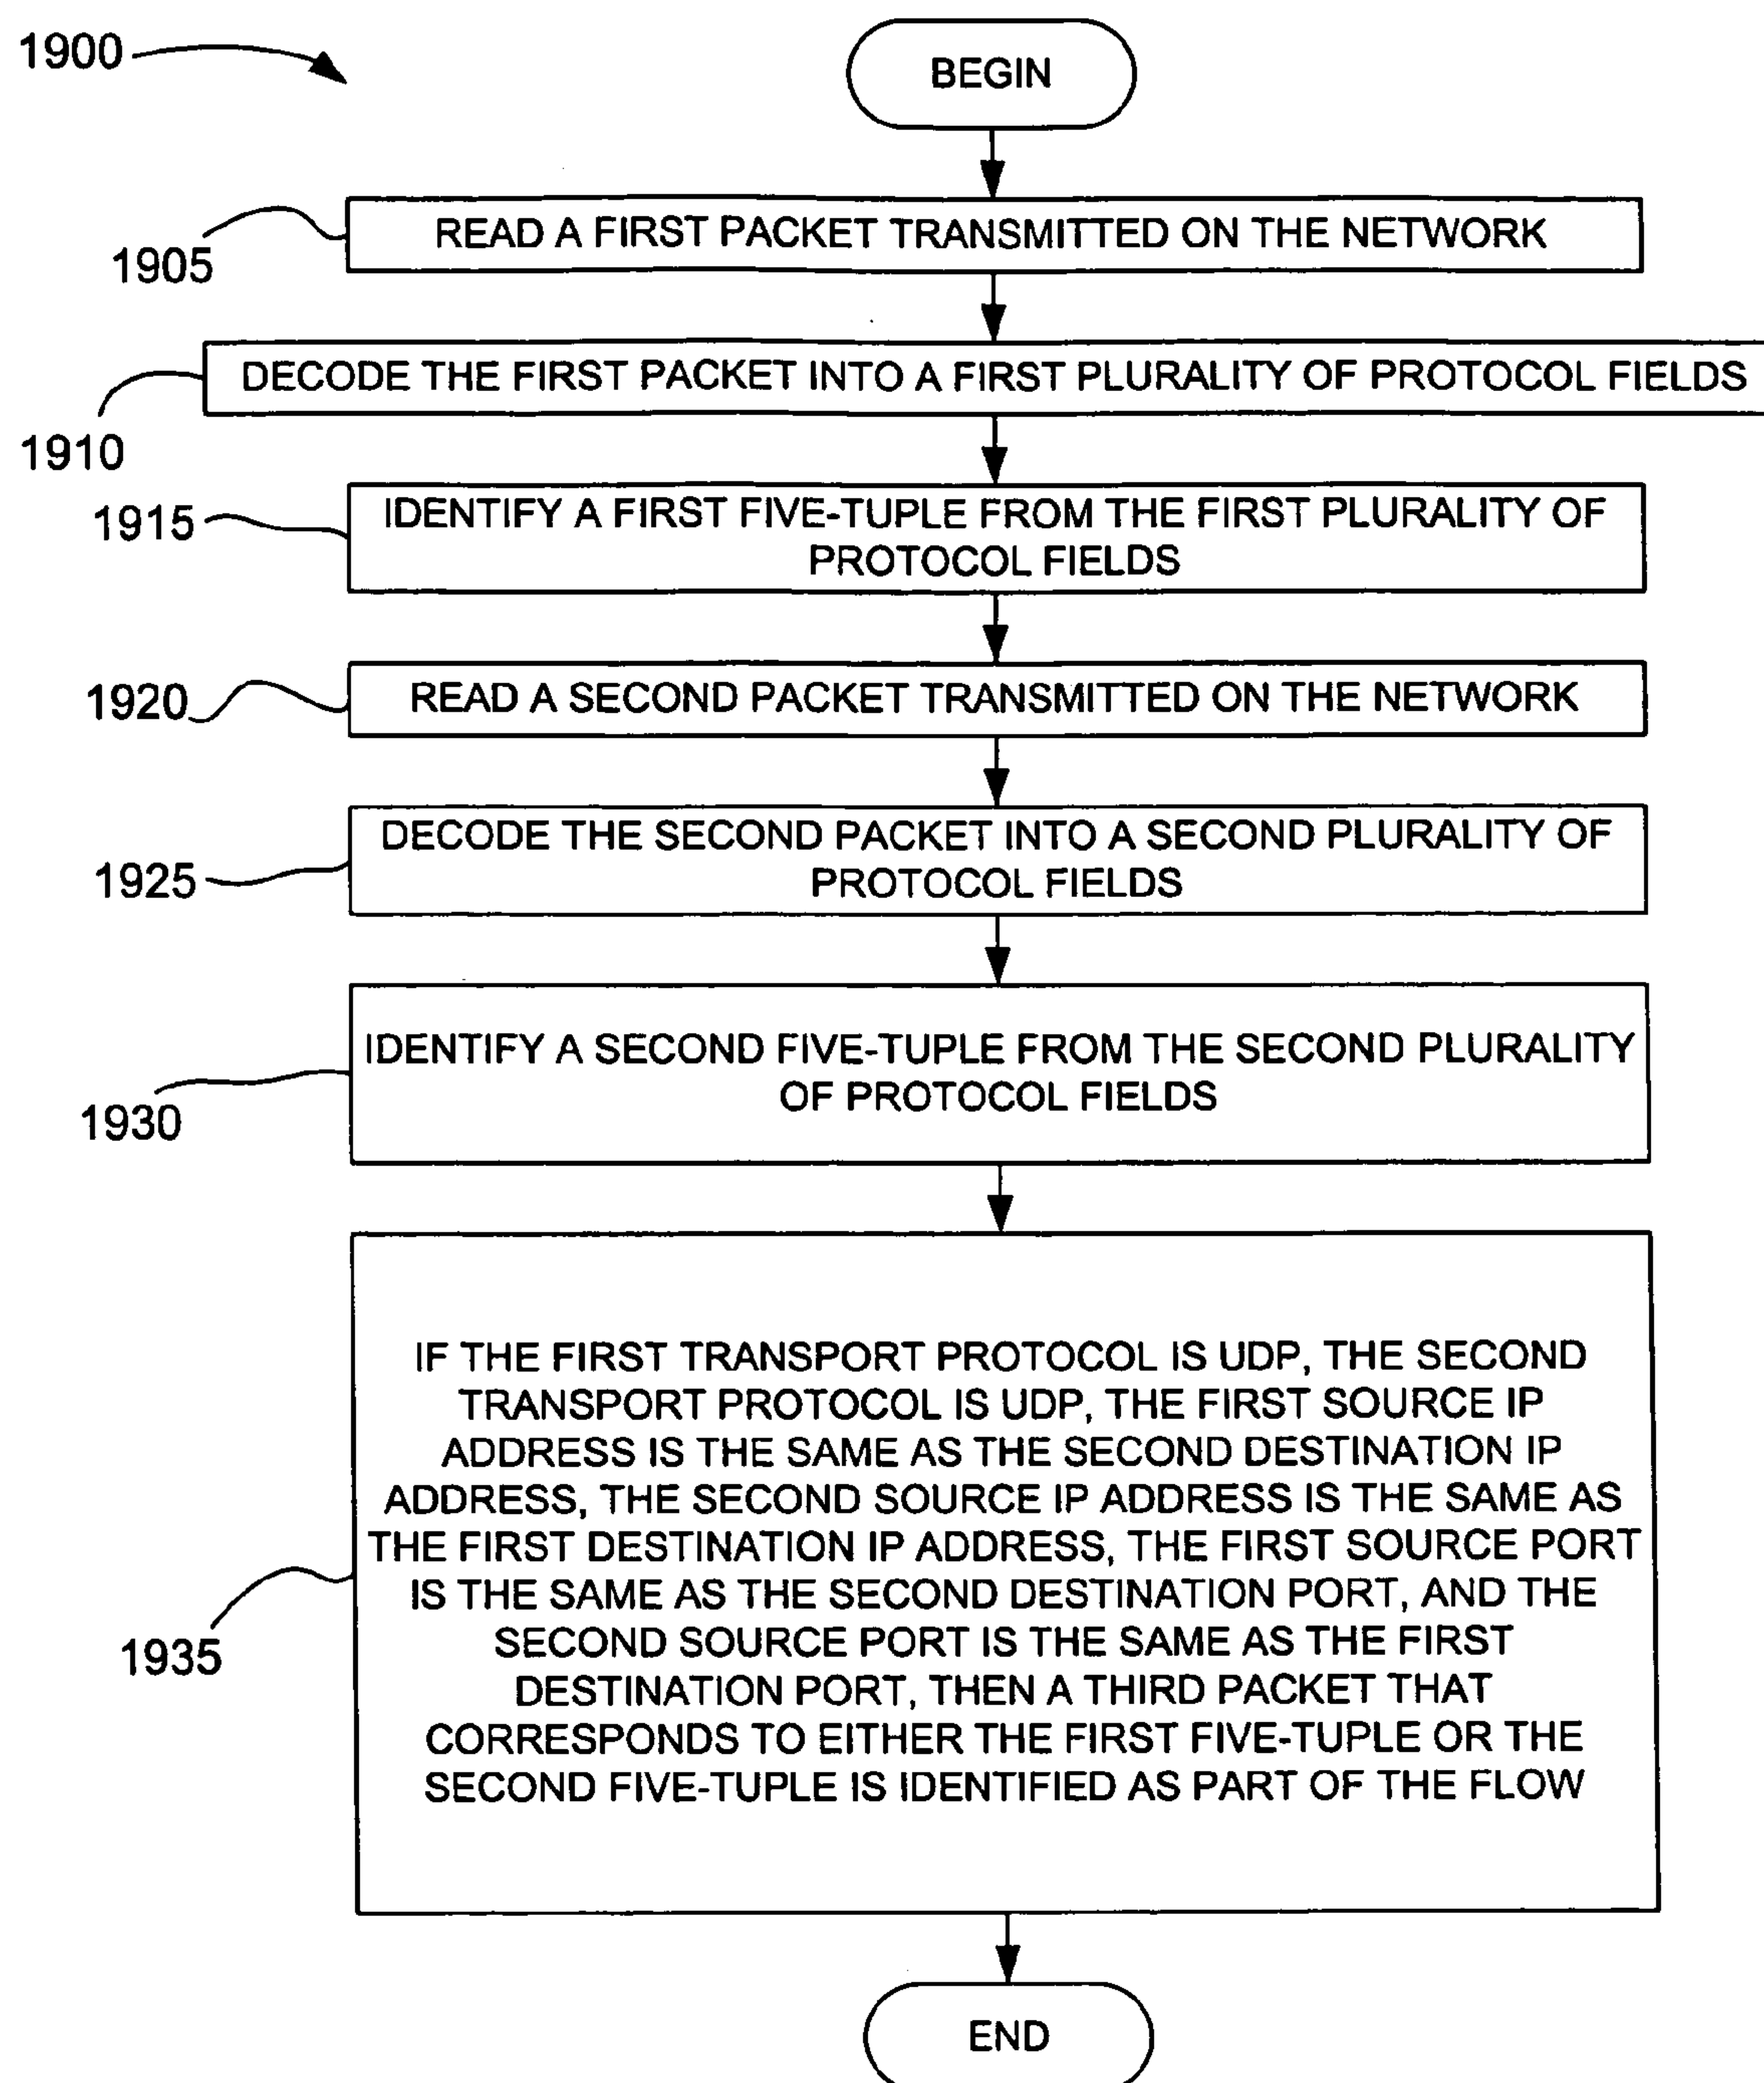 1900
BEGIN
READ A FIRST PACKET TRANSMITTED ON THE NETWORK
1905
DECODE THE FIRST PACKET INTO A FIRST PLURALITY OF PROTOCOL FIELDS
1910
IDENTIFY A FIRST FIVE-TUPLE FROM THE FIRST PLURALITY OF
PROTOCOL FIELDS
1915
READ A SECOND PACKET TRANSMITTED ON THE NETWORK
1920
DECODE THE SECOND PACKET INTO A SECOND PLURALITY OF
PROTOCOL FIELDS
1925
IDENTIFY A SECOND FIVE-TUPLE FROM THE SECOND PLURALITY
OF PROTOCOL FIELDS
1930
IF THE FIRST TRANSPORT PROTOCOL IS UDP, THE SECOND
TRANSPORT PROTOCOL IS UDP, THE FIRST SOURCE IP
ADDRESS IS THE SAME AS THE SECOND DESTINATION IP
ADDRESS, THE SECOND SOURCE IP ADDRESS IS THE SAME AS
THE FIRST DESTINATION IP ADDRESS, THE FIRST SOURCE PORT
IS THE SAME AS THE SECOND DESTINATION PORT, AND THE
SECOND SOURCE PORT IS THE SAME AS THE FIRST
DESTINATION PORT, THEN A THIRD PACKET THAT
CORRESPONDS TO EITHER THE FIRST FIVE-TUPLE OR THE
SECOND FIVE-TUPLE IS IDENTIFIED AS PART OF THE FLOW
1935
END